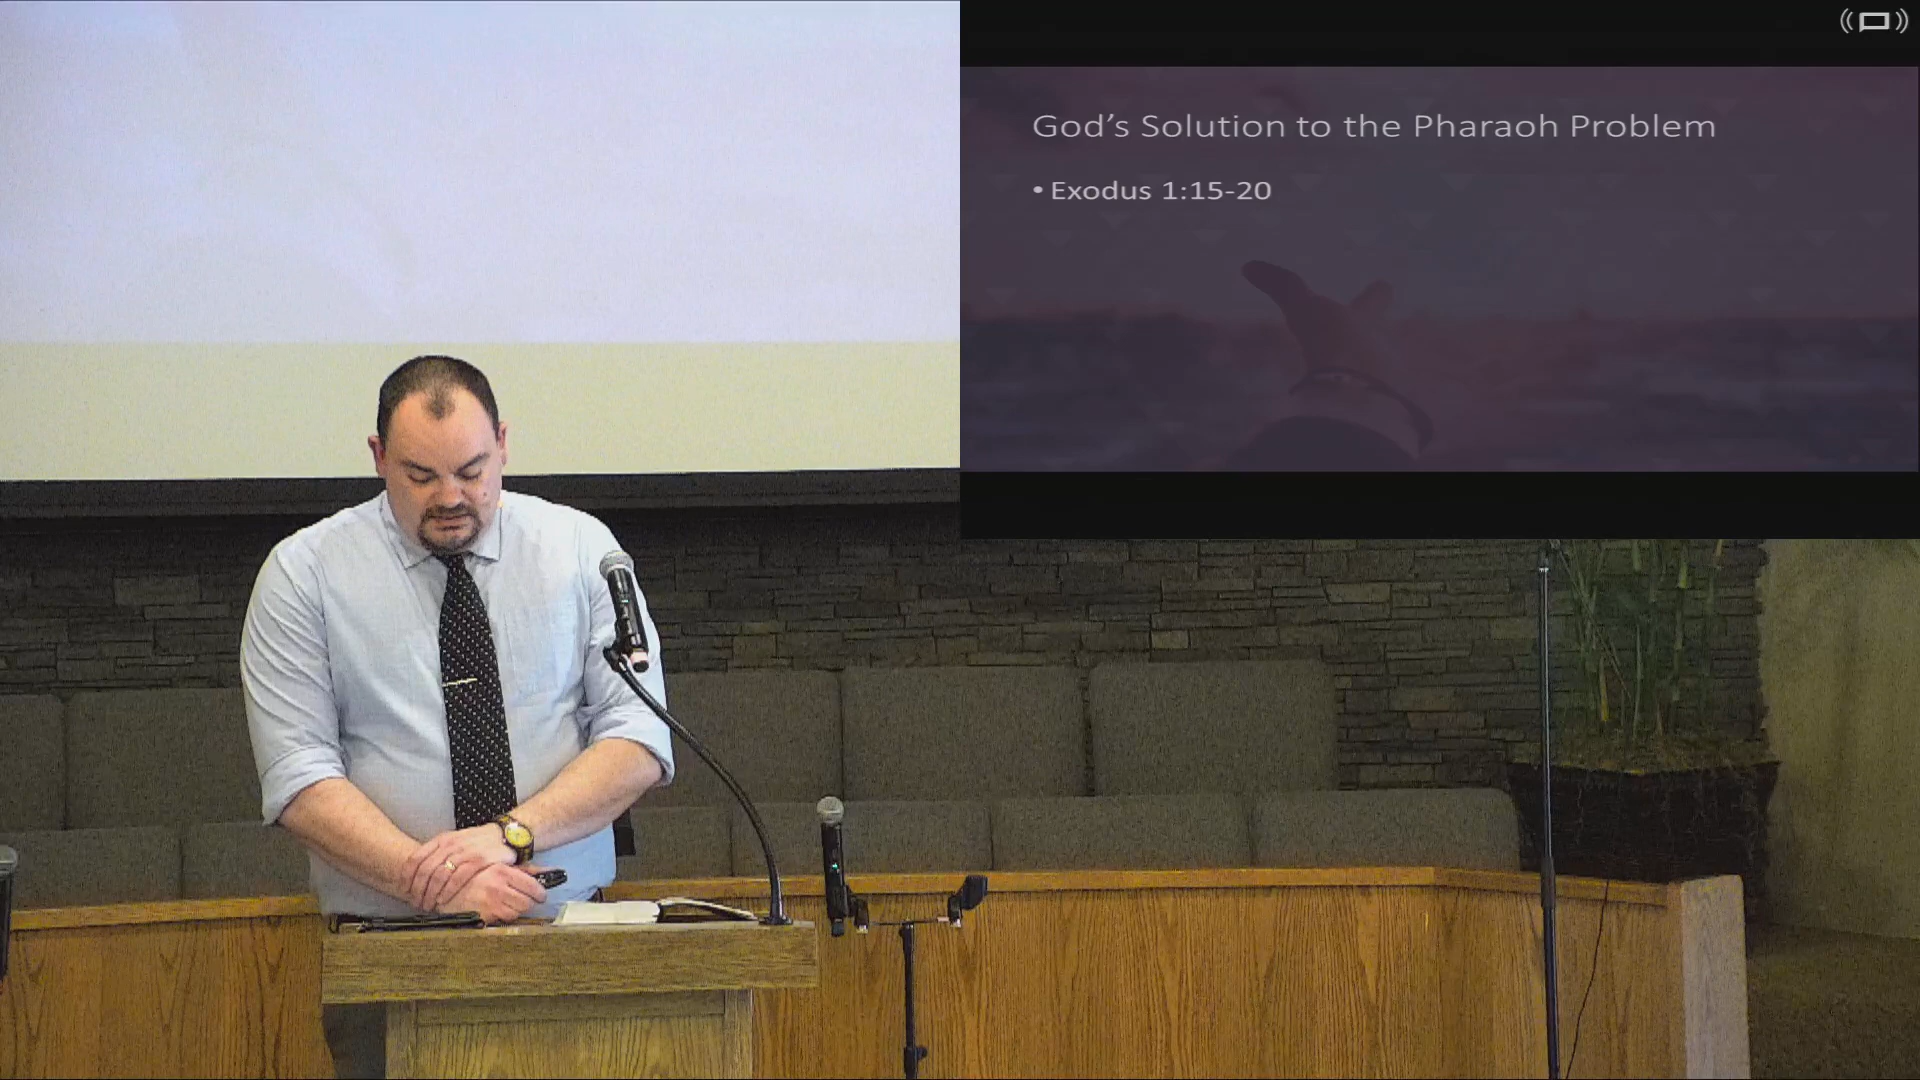 God’s Solution to the Pharaoh Problem
• Exodus 1:15-20